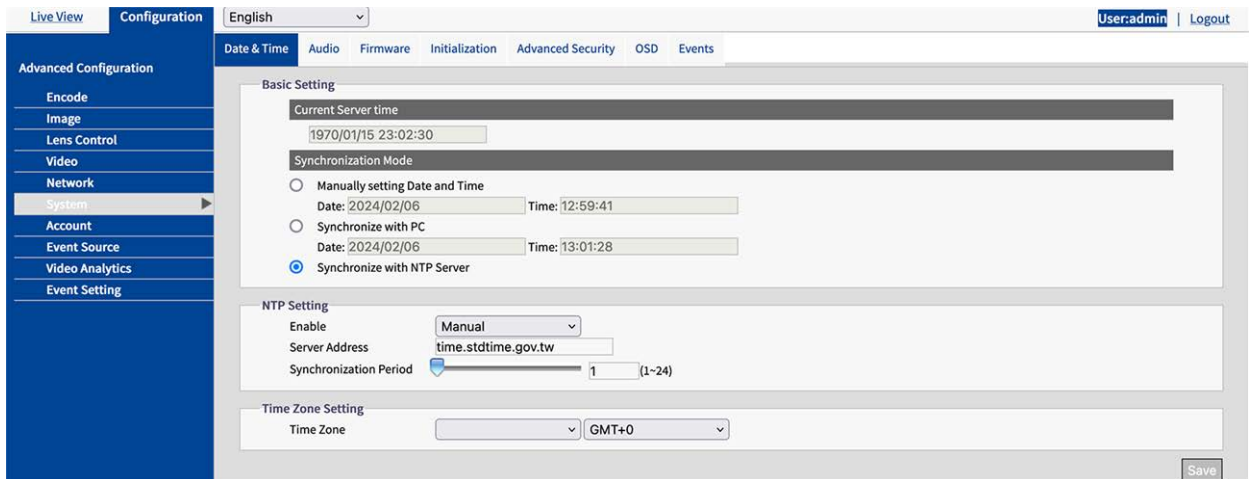 Live View Configuration English User:admin | Logout
Date & Time Audio Firmware Initialization Advanced Security OSD Events
Advanced Configuration
Encode
Image
Lens Control
Video
Network
System
Account
Event Source
Video Analytics
Event Setting
Basic Setting
Current Server time
1970/01/15 23:02:30
Synchronization Mode
Manually setting Date and Time
Date: 2024/02/06 Time: 12:59:41
Synchronize with PC
Date: 2024/02/06 Time: 13:01:28
Synchronize with NTP Server
NTP Setting
Enable Manual
Server Address time.stdtime.gov.tw
Synchronization Period 1 (1~24)
Time Zone Setting
Time Zone GMT+0
Save